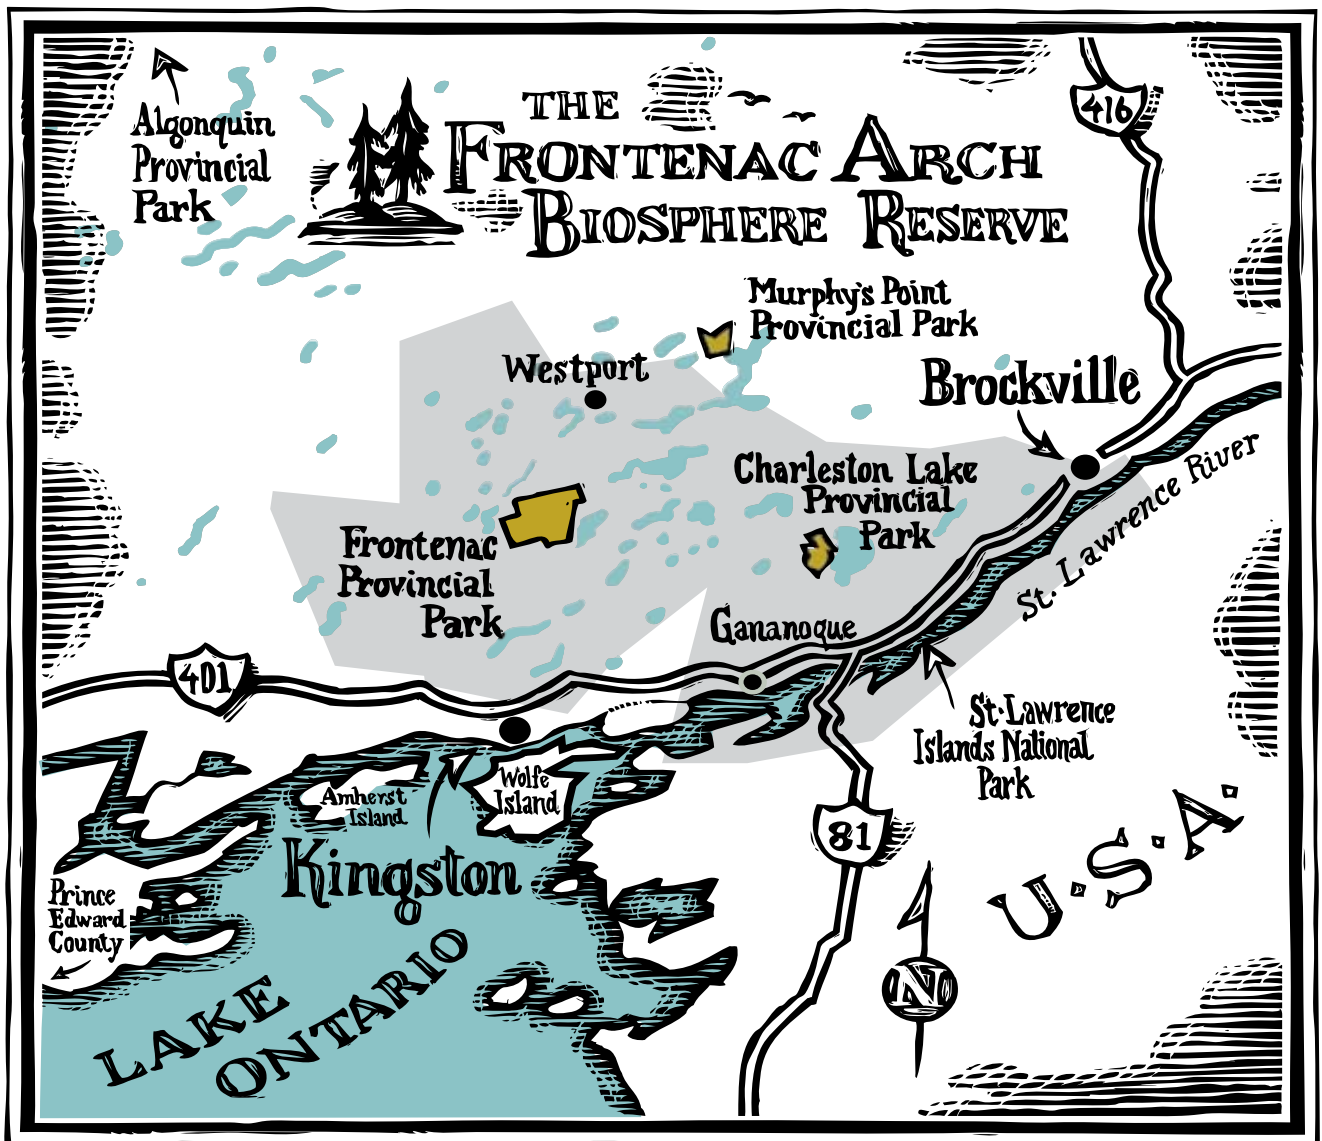 THE
FRONTENAC ARCH
BIOSPHERE RESERVE
416
Algonquin
Provincial
Park
Murphy's Point
Provincial Park
Westport
Brockville
Charleston Lake
Provincial
Park
St. Lawrence River
Frontenac
Provincial
Park
Gananoque
401
St. Lawrence
Islands National
Park
Wolfe
Island
Amherst
Island
81
U.S.A.
Kingston
Prince
Edward
County
N
LAKE
ONTARIO